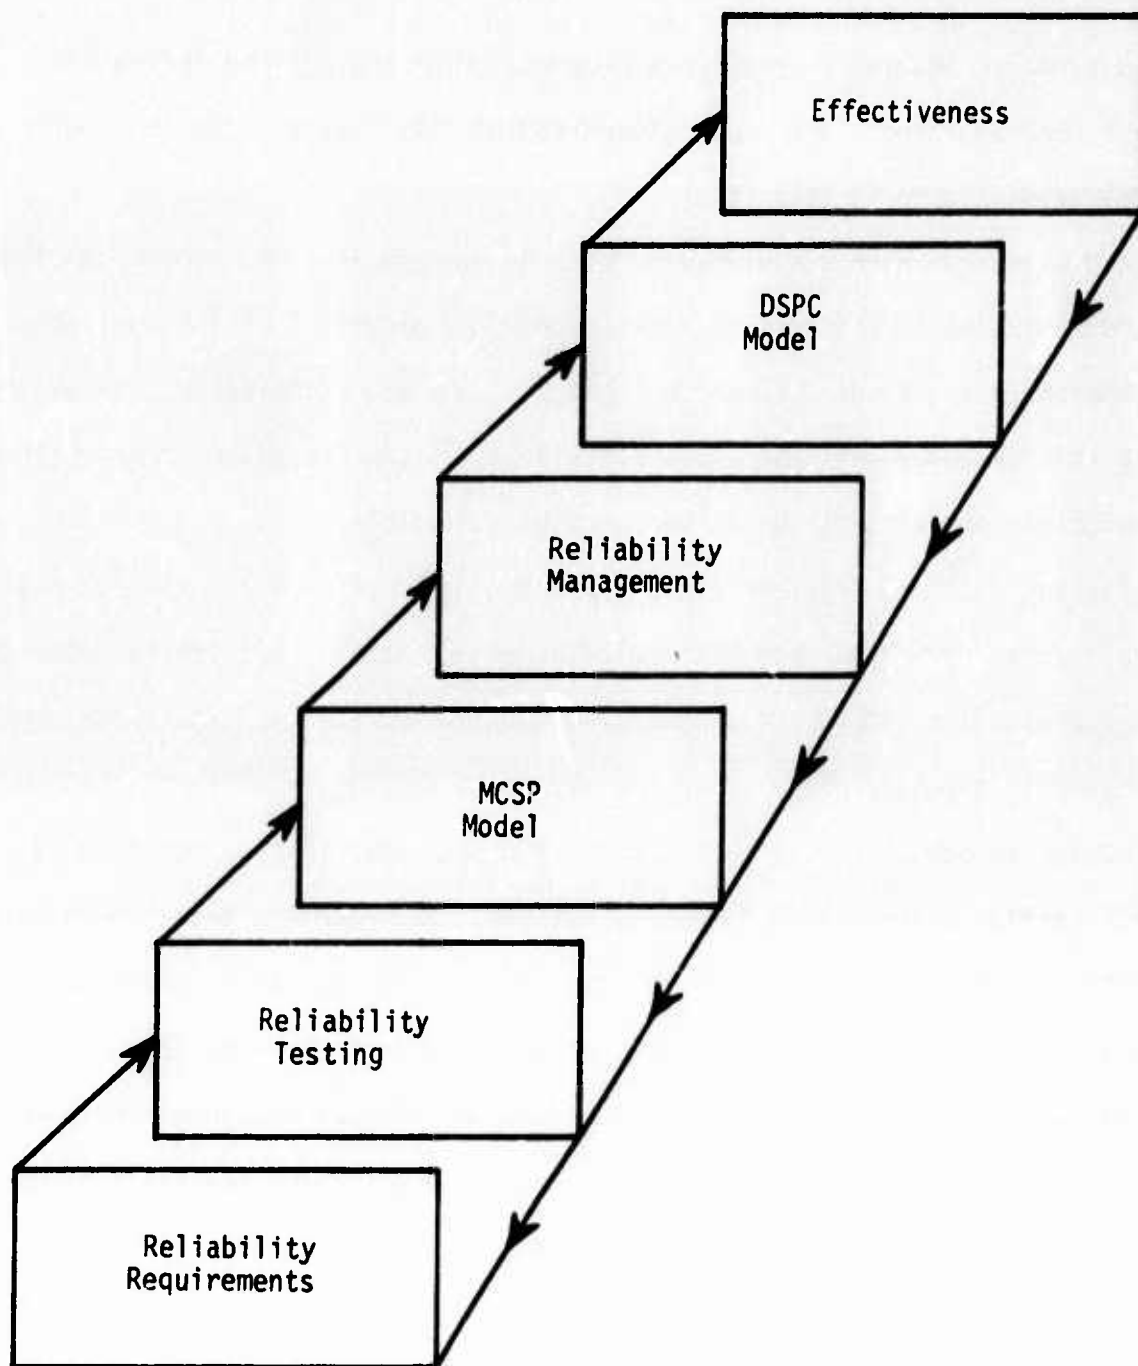 Effectiveness
DSPC
Model
Reliability
Management
MCSP
Model
Reliability
Testing
Reliability
Requirements